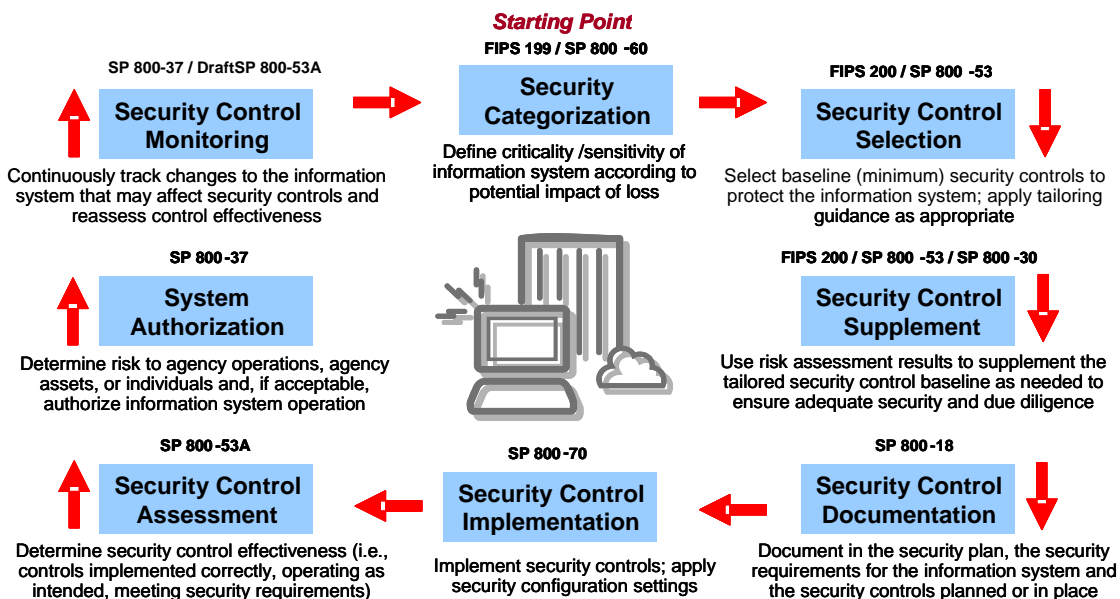 Starting Point
FIPS 199 / SP 800 -60
Security
Categorization
Define criticality /sensitivity of
information system according to
potential impact of loss
FIPS 200 / SP 800 -53
Security Control
Selection
Select baseline (minimum) security controls to
protect the information system; apply tailoring
guidance as appropriate
FIPS 200 / SP 800 -53 / SP 800 -30
Security Control
Supplement
Use risk assessment results to supplement the
tailored security control baseline as needed to
ensure adequate security and due diligence
SP 800 -18
Security Control
Documentation
Document in the security plan, the security
requirements for the information system and
the security controls planned or in place
SP 800 -70
Security Control
Implementation
Implement security controls; apply
security configuration settings
SP 800 -53A
Security Control
Assessment
Determine security control effectiveness (i.e.,
controls implemented correctly, operating as
intended, meeting security requirements)
SP 800 -37
System
Authorization
Determine risk to agency operations, agency
assets, or individuals and, if acceptable,
authorize information system operation
SP 800-37 / DraftSP 800-53A
Security Control
Monitoring
Continuously track changes to the information
system that may affect security controls and
reassess control effectiveness